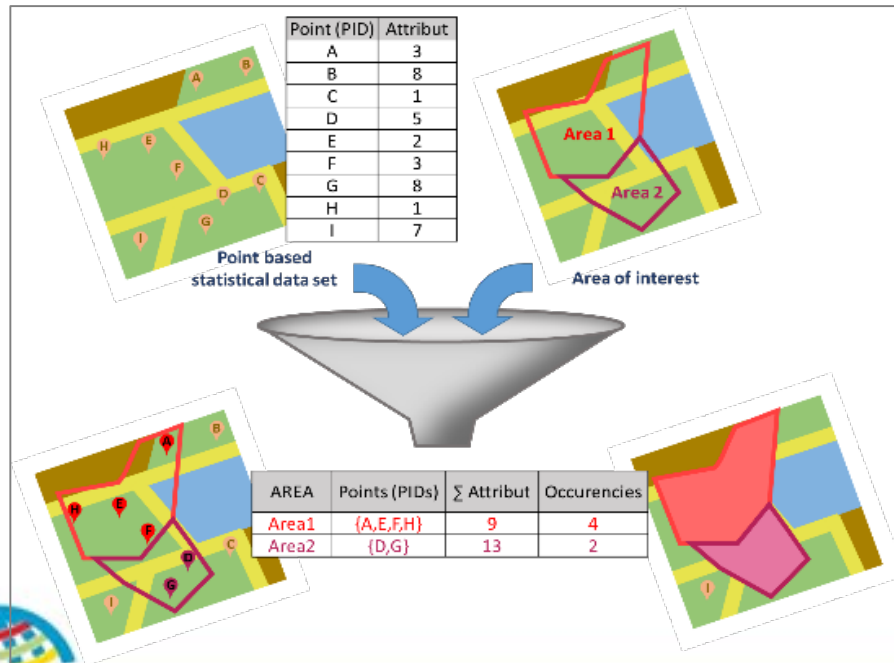 Point (PID) Attribut
A 3
B 8
C 1
D 5
E 2
F 3
G 8
H 1
I 7
A
B
H
E
F
D
C
G
I
Area 1
Area 2
Point based
statistical data set
Area of interest
A
B
H
E
F
D
C
G
I
AREA Points (PIDs) ∑ Attribut Occurencies
Area1 {A,E,F,H} 9 4
Area2 {D,G} 13 2
I